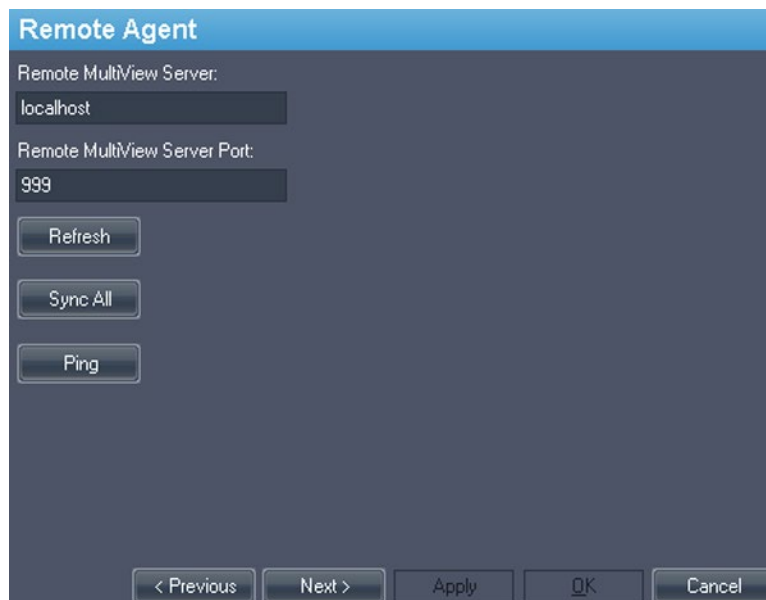 Remote Agent
Remote MultiView Server:
localhost
Remote MultiView Server Port:
999
Refresh
Sync All
Ping
< Previous Next > Apply OK Cancel